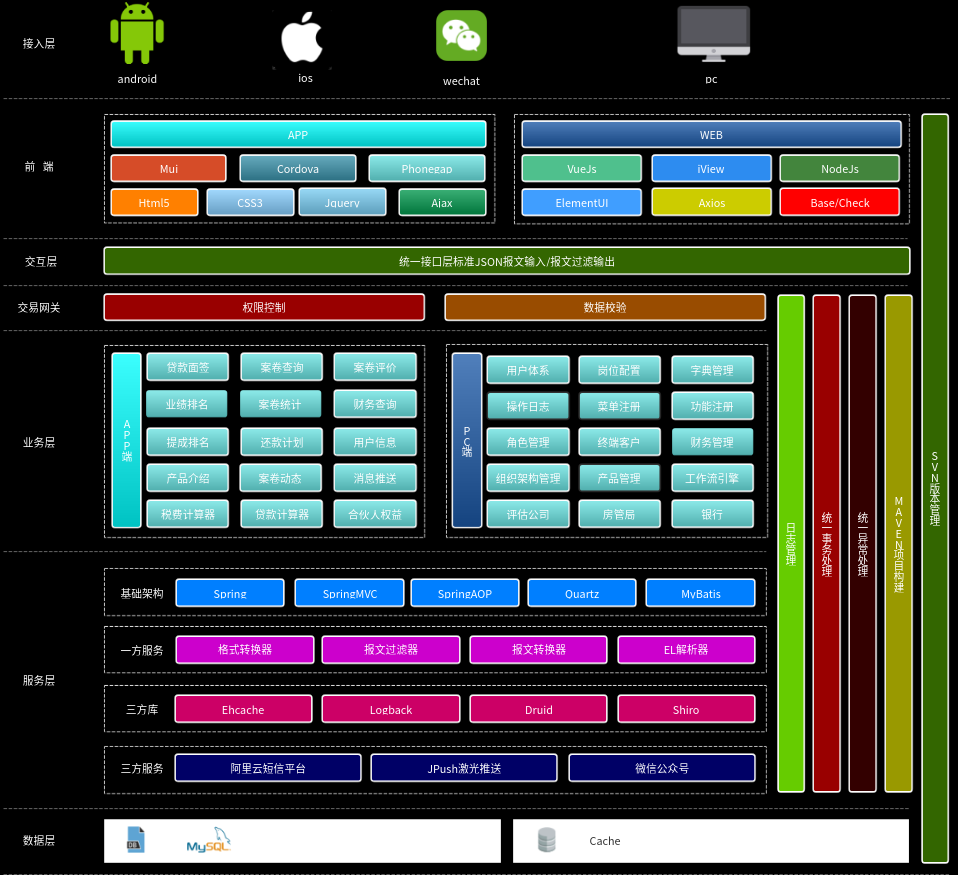 接入层
android
ios
wechat
pc
前 端
APP
Mui
Cordova
Phonegap
Html5
CSS3
Jquery
Ajax
WEB
VueJs
iView
NodeJs
ElementUI
Axios
Base/Check
交互层
统一接口层标准JSON报文输入/报文过滤输出
交易网关
权限控制
数据校验
业务层
APP端
贷款面签
案卷查询
案卷评价
业绩排名
案卷统计
财务查询
提成排名
还款计划
用户信息
产品介绍
案卷动态
消息推送
税费计算器
贷款计算器
合伙人权益
PC端
用户体系
岗位配置
字典管理
操作日志
菜单注册
功能注册
角色管理
终端客户
财务管理
组织架构管理
产品管理
工作流引擎
评估公司
房管局
银行
服务层
基础架构
Spring
SpringMVC
SpringAOP
Quartz
MyBatis
一方服务
格式转换器
报文过滤器
报文转换器
EL解析器
三方库
Ehcache
Logback
Druid
Shiro
三方服务
阿里云短信平台
JPush激光推送
微信公众号
日志管理
统一事务处理
统一异常处理
MAVEN项目构建
SVN版本管理
数据层
DB
MySQL
Cache